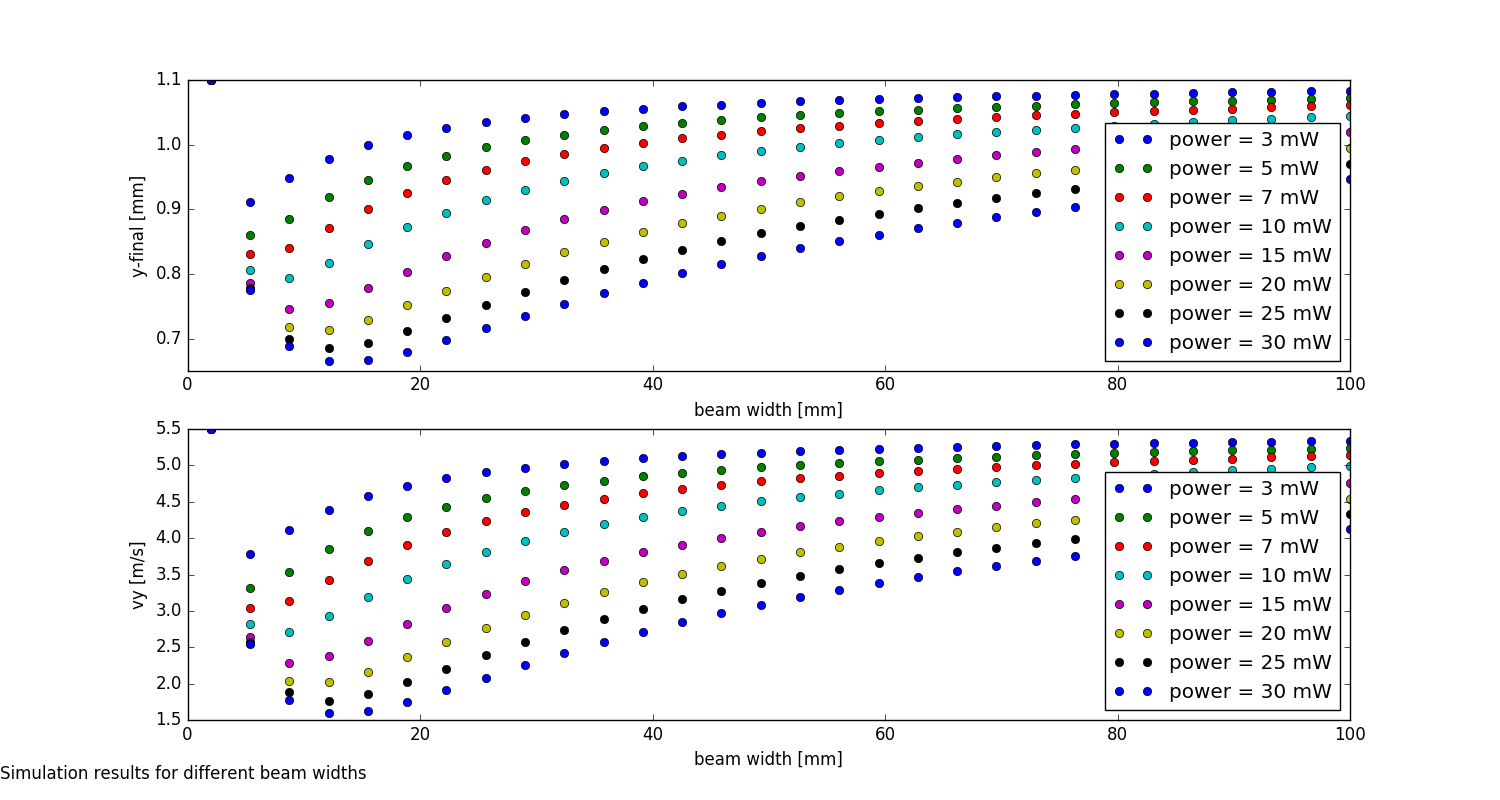 1.1
1.0
0.9
0.8
0.7
y-final [mm]
0 20 40 60 80 100
beam width [mm]
power = 3 mW
power = 5 mW
power = 7 mW
power = 10 mW
power = 15 mW
power = 20 mW
power = 25 mW
power = 30 mW
5.5
5.0
4.5
4.0
3.5
3.0
2.5
2.0
1.5
vy [m/s]
0 20 40 60 80 100
beam width [mm]
power = 3 mW
power = 5 mW
power = 7 mW
power = 10 mW
power = 15 mW
power = 20 mW
power = 25 mW
power = 30 mW
Simulation results for different beam widths